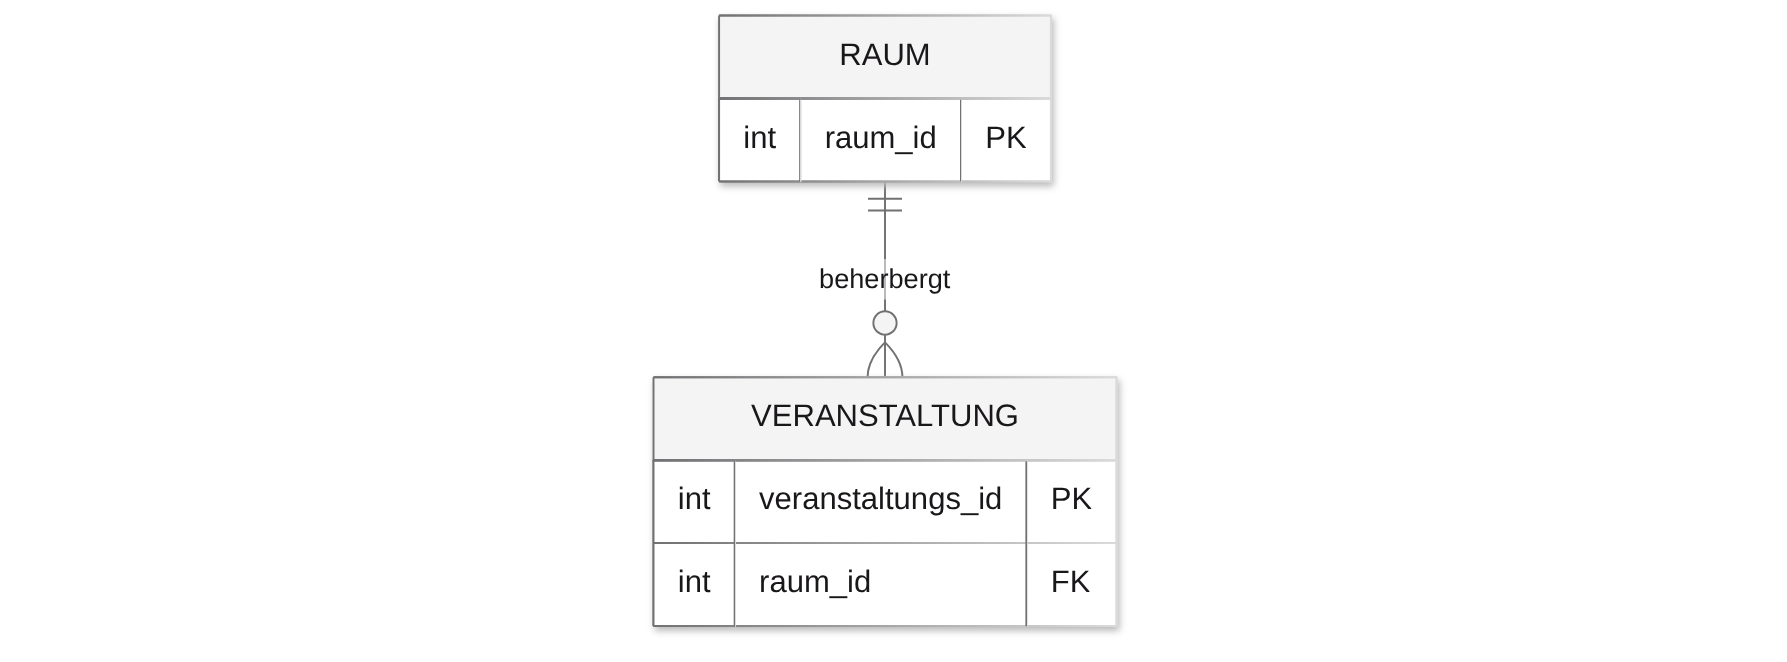 RAUM
int raum_id PK
beherbergt
VERANSTALTUNG
int veranstaltungs_id PK
int raum_id FK